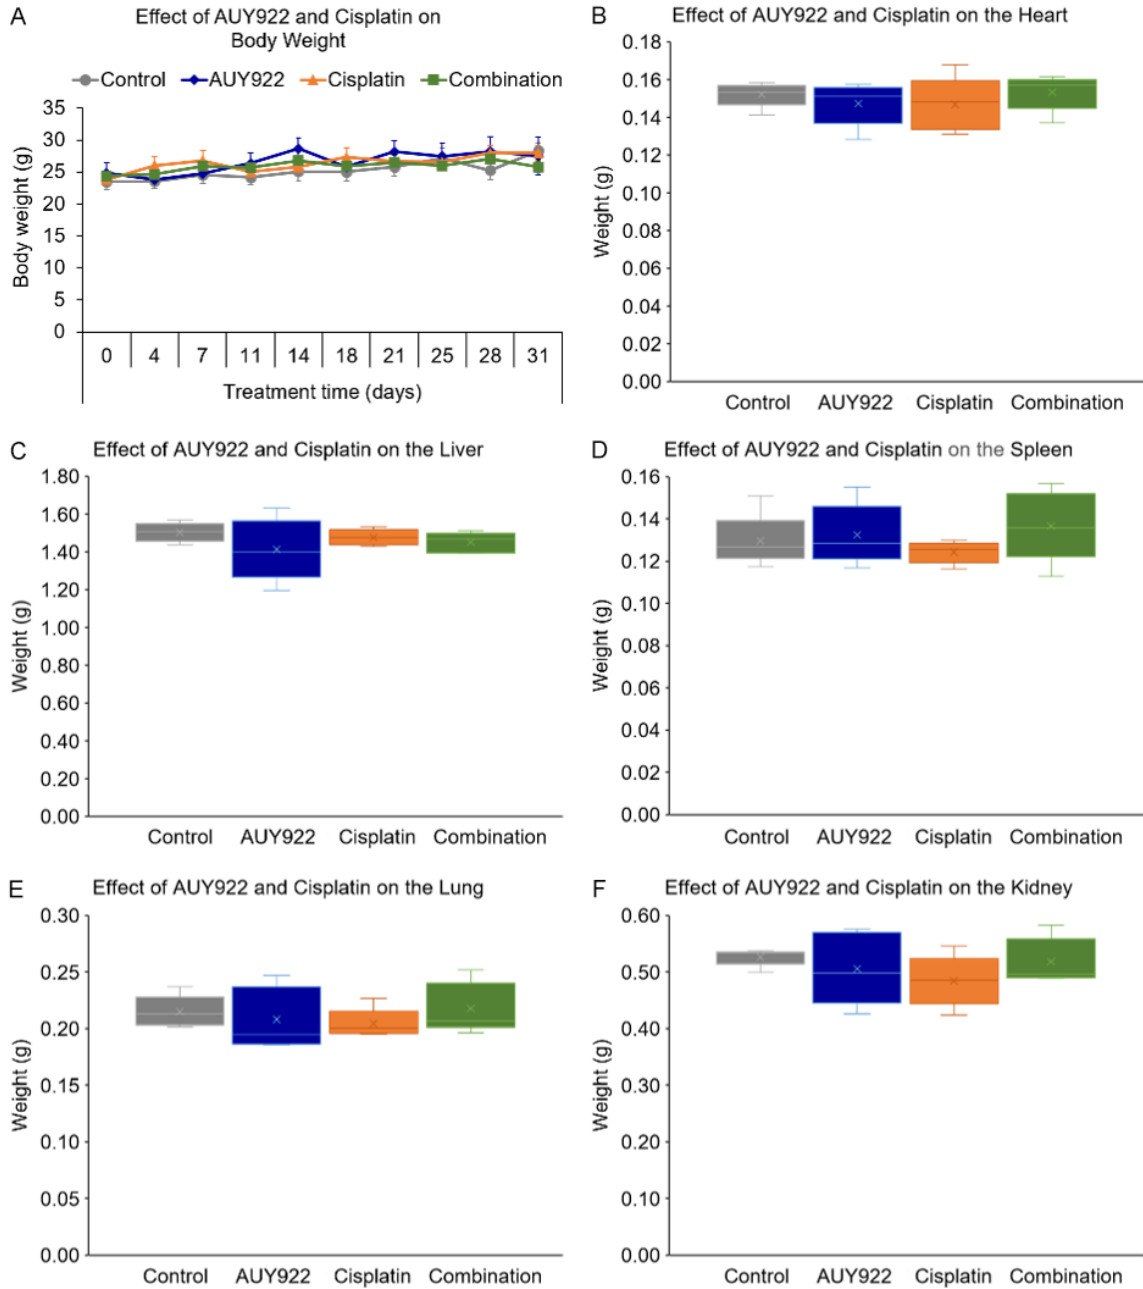 A
Effect of AUY922 and Cisplatin on
Body Weight
Control AUY922 Cisplatin Combination
35
30
25
20
15
10
5
0
Body weight (g)
0 4 7 11 14 18 21 25 28 31
Treatment time (days)
B
Effect of AUY922 and Cisplatin on the Heart
0.18
0.16
0.14
0.12
0.10
0.08
0.06
0.04
0.02
0.00
Weight (g)
Control AUY922 Cisplatin Combination
C
Effect of AUY922 and Cisplatin on the Liver
1.80
1.60
1.40
1.20
1.00
0.80
0.60
0.40
0.20
0.00
Weight (g)
Control AUY922 Cisplatin Combination
D
Effect of AUY922 and Cisplatin on the Spleen
0.16
0.14
0.12
0.10
0.08
0.06
0.04
0.02
0.00
Weight (g)
Control AUY922 Cisplatin Combination
E
Effect of AUY922 and Cisplatin on the Lung
0.30
0.25
0.20
0.15
0.10
0.05
0.00
Weight (g)
Control AUY922 Cisplatin Combination
F
Effect of AUY922 and Cisplatin on the Kidney
0.60
0.50
0.40
0.30
0.20
0.10
0.00
Weight (g)
Control AUY922 Cisplatin Combination